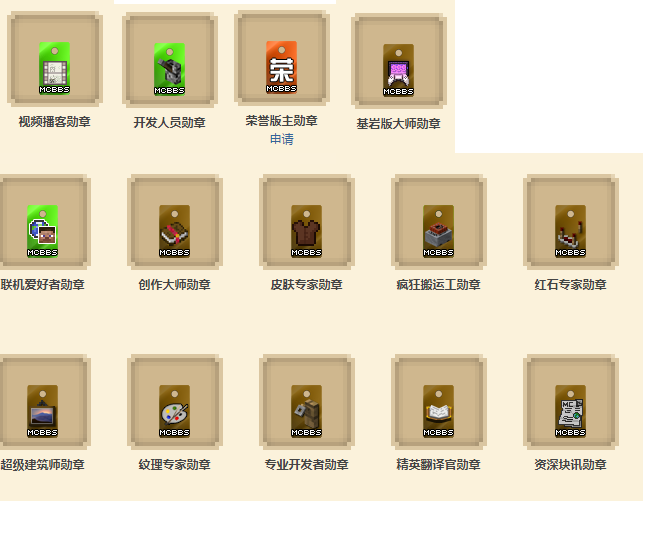 荣
MCBBS MCBBS MCBBS MCBBS
视频播客勋章 开发人员勋章 荣誉版主勋章 基岩版大师勋章
申请
MCBBS MCBBS MCBBS MCBBS MCBBS
联机爱好者勋章 创作大师勋章 皮肤专家勋章 疯狂搬运工勋章 红石专家勋章
MC
MCBBS MCBBS MCBBS MCBBS MCBBS
超级建筑师勋章 纹理专家勋章 专业开发者勋章 精英翻译官勋章 资深块讯勋章